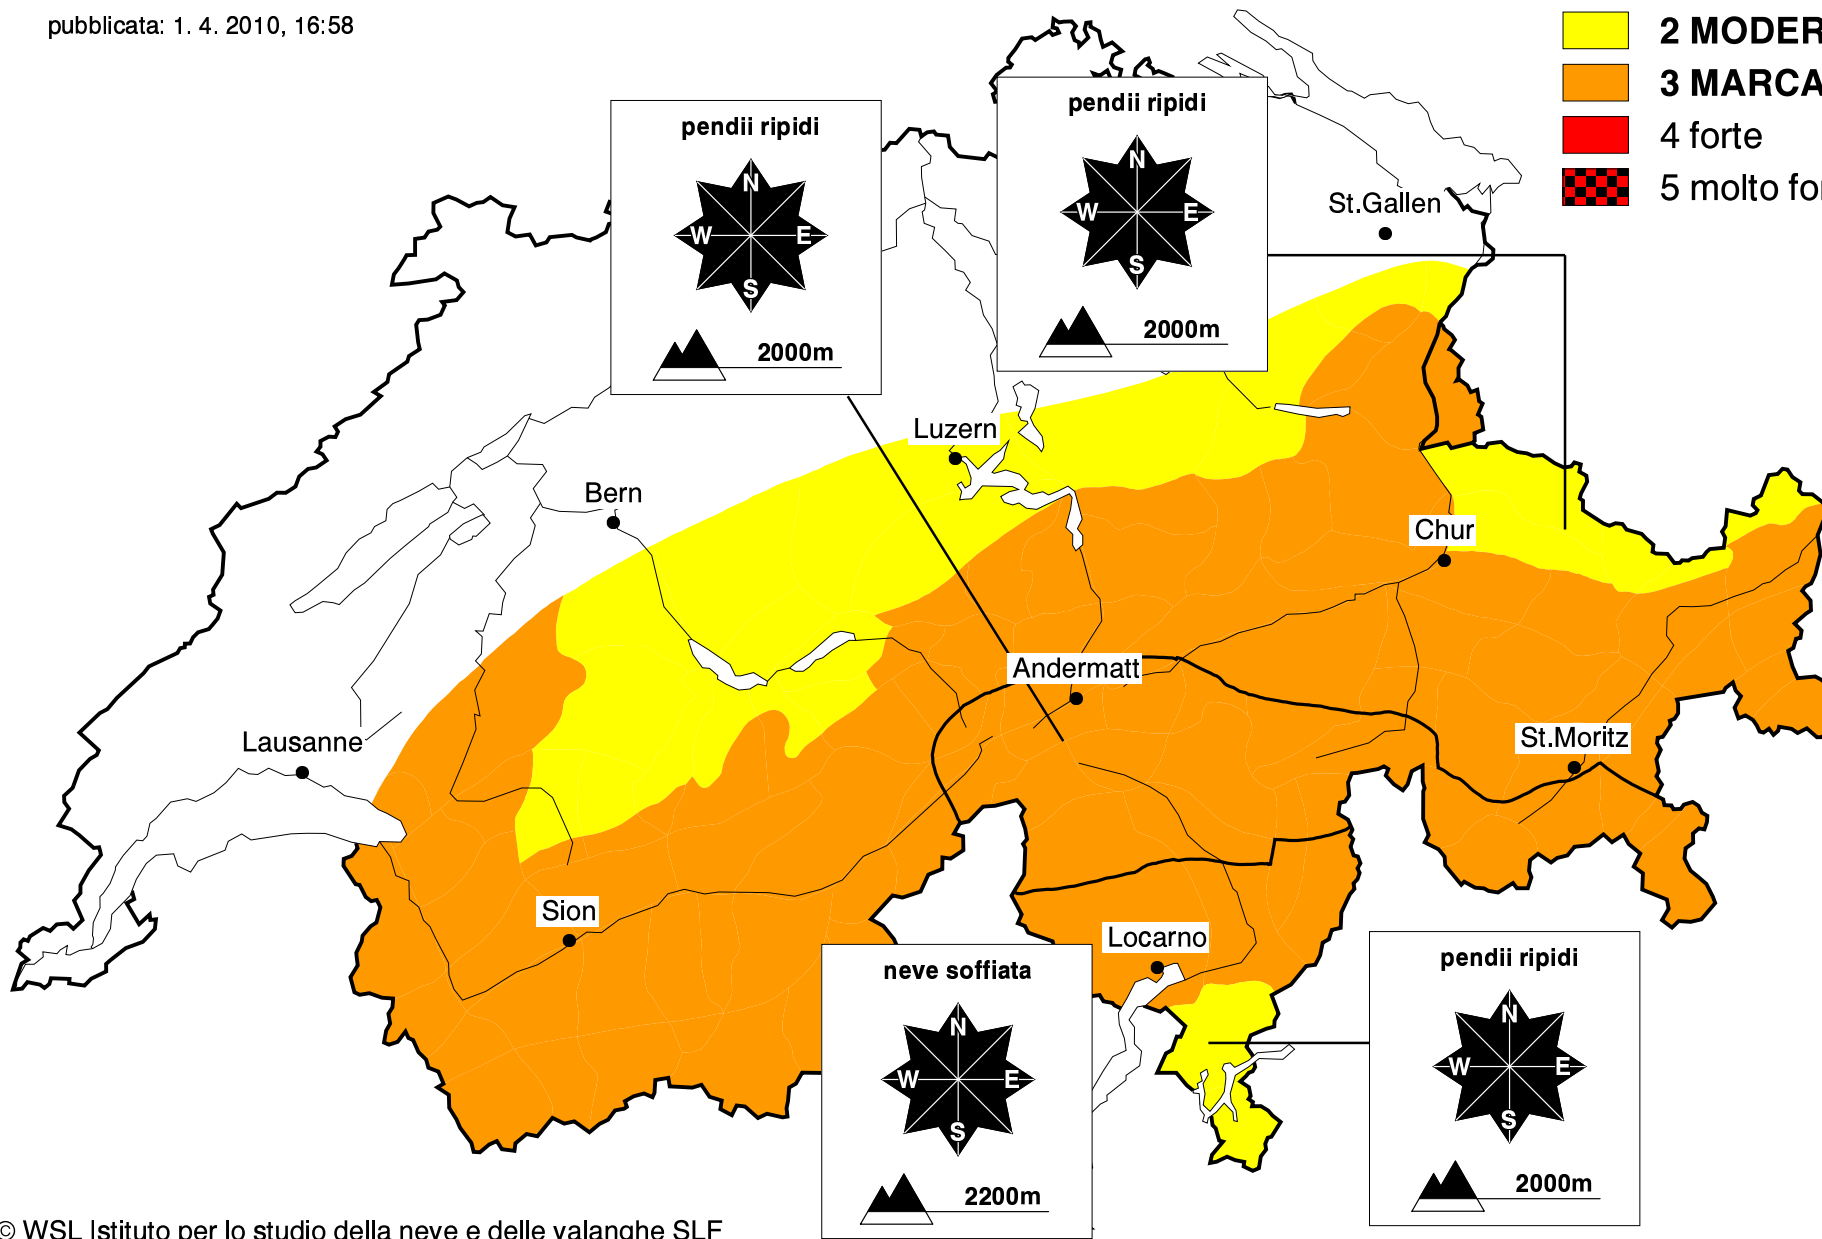 pubblicata: 1. 4. 2010, 16:58
2 MODER
3 MARCA
4 forte
5 molto for
pendii ripidi
N
W E
S
2000m
pendii ripidi
N
W E
S
2000m
St.Gallen
Luzern
Bern
Chur
Andermatt
Lausanne
St.Moritz
Sion
Locarno
neve soffiata
N
W E
S
2200m
pendii ripidi
N
W E
S
2000m
© WSL Istituto per lo studio della neve e delle valanghe SLF